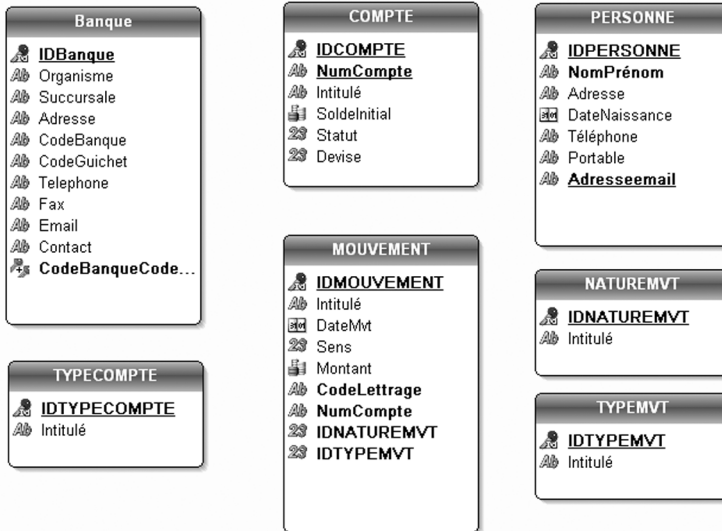 Banque
IDBanque
Organisme
Succursale
Adresse
CodeBanque
CodeGuichet
Telephone
Fax
Email
Contact
CodeBanqueCode...
TYPECOMPTE
IDTYPECOMPTE
Intitulé
COMPTE
IDCOMPTE
NumCompte
Intitulé
SoldeInitial
Statut
Devise
MOUVEMENT
IDMOUVEMENT
Intitulé
DateMvt
Sens
Montant
CodeLettrage
NumCompte
IDNATUREMVT
IDTYPEMVT
PERSONNE
IDPERSONNE
NomPrénom
Adresse
DateNaissance
Téléphone
Portable
Adresseemail
NATUREMVT
IDNATUREMVT
Intitulé
TYPEMVT
IDTYPEMVT
Intitulé